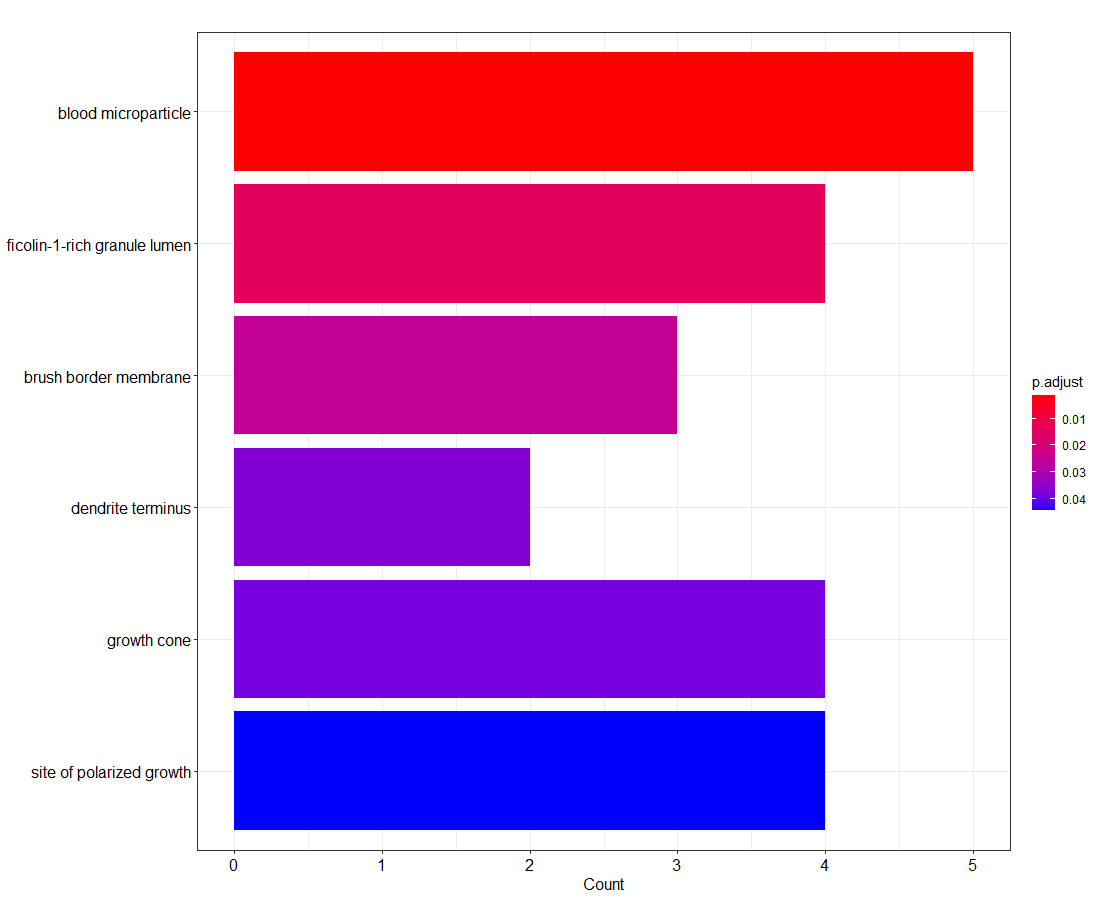 blood microparticle
ficolin-1-rich granule lumen
brush border membrane
dendrite terminus
growth cone
site of polarized growth
0 1 2 3 4 5
Count
p.adjust
0.01
0.02
0.03
0.04